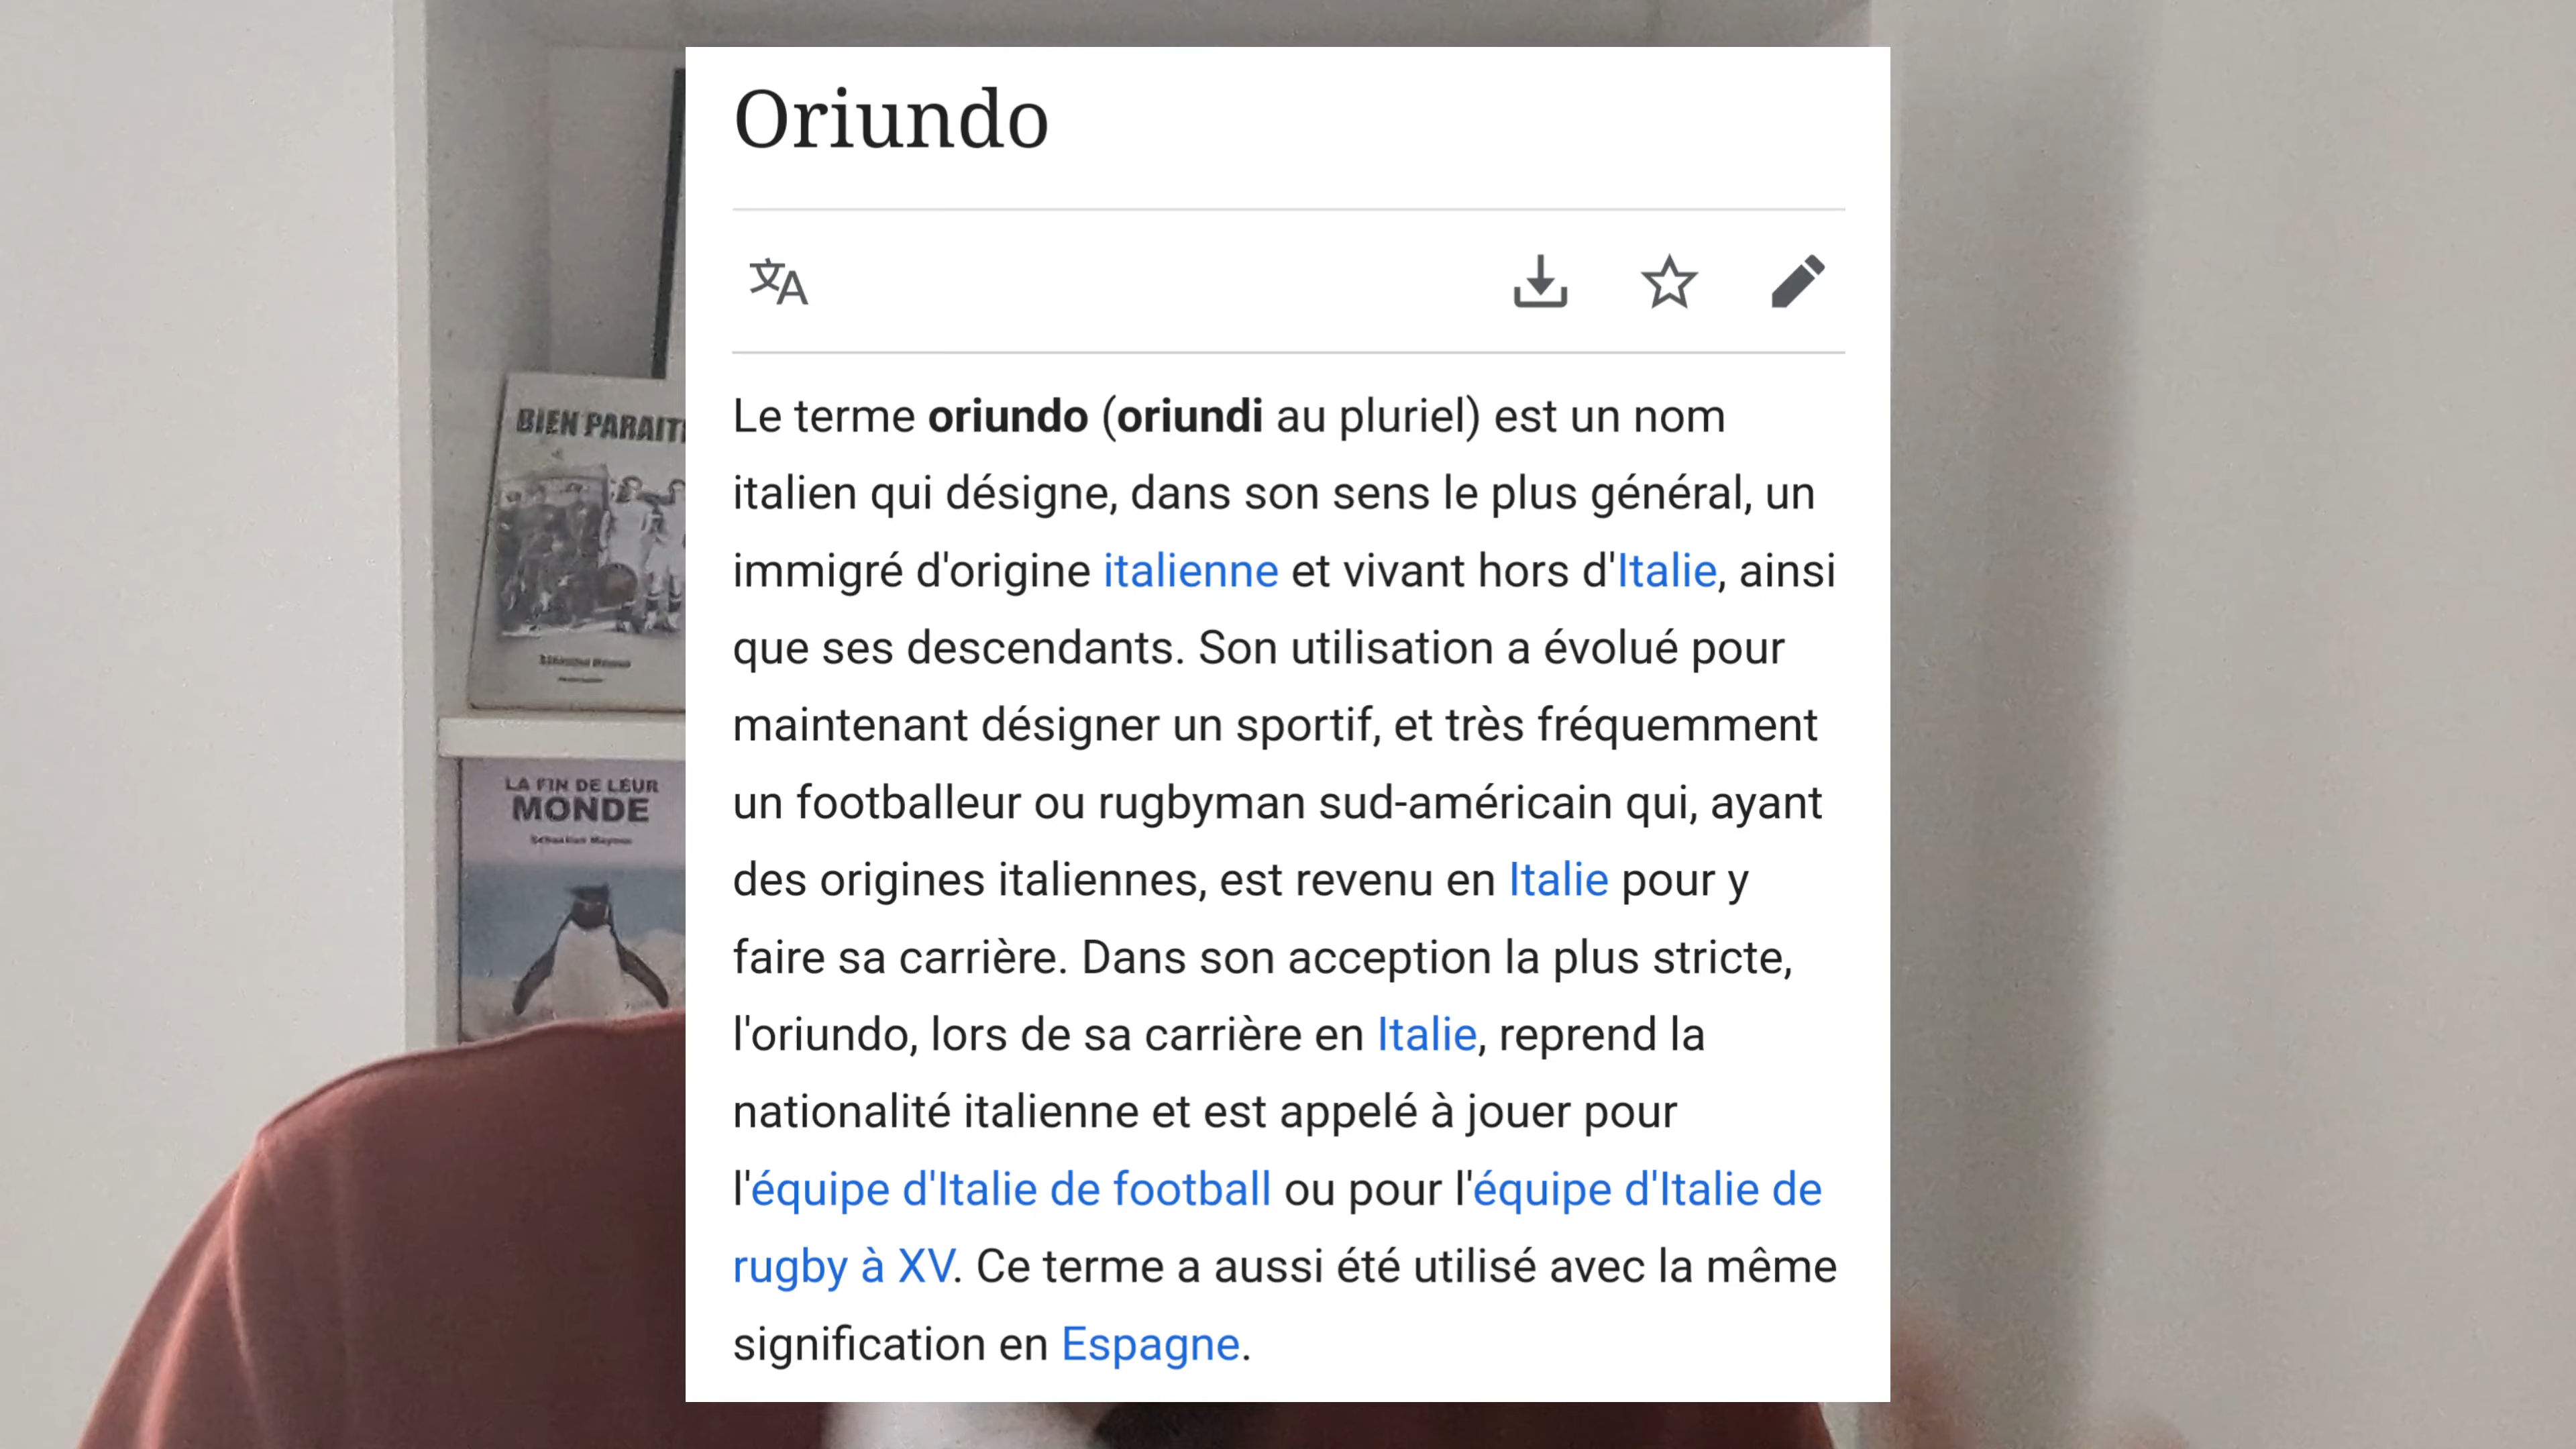 Oriundo
Le terme oriundo (oriundi au pluriel) est un nom
italien qui désigne, dans son sens le plus général, un
immigré d'origine italienne et vivant hors d'Italie, ainsi
que ses descendants. Son utilisation a évolué pour
maintenant désigner un sportif, et très fréquemment
un footballeur ou rugbyman sud-américain qui, ayant
des origines italiennes, est revenu en Italie pour y
faire sa carrière. Dans son acception la plus stricte,
l'oriundo, lors de sa carrière en Italie, reprend la
nationalité italienne et est appelé à jouer pour
l'équipe d'Italie de football ou pour l'équipe d'Italie de
rugby à XV. Ce terme a aussi été utilisé avec la même
signification en Espagne.
BIEN PARAIT
LA FIN DE LEUR
MONDE